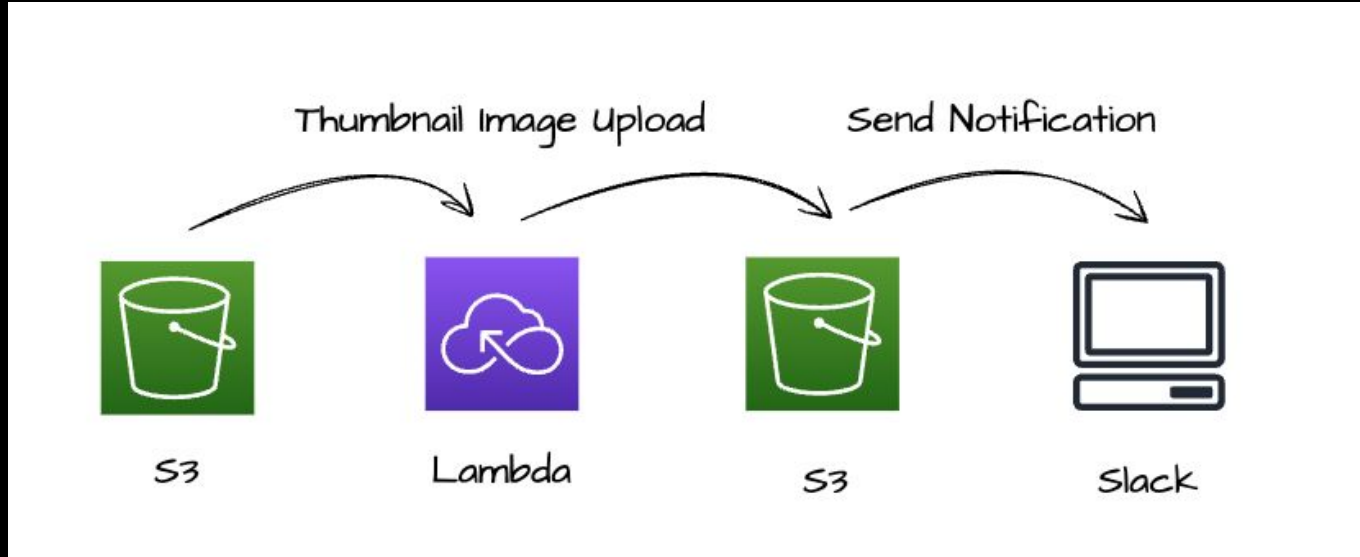 Thumbnail Image Upload
Send Notification
S3
Lambda
S3
Slack